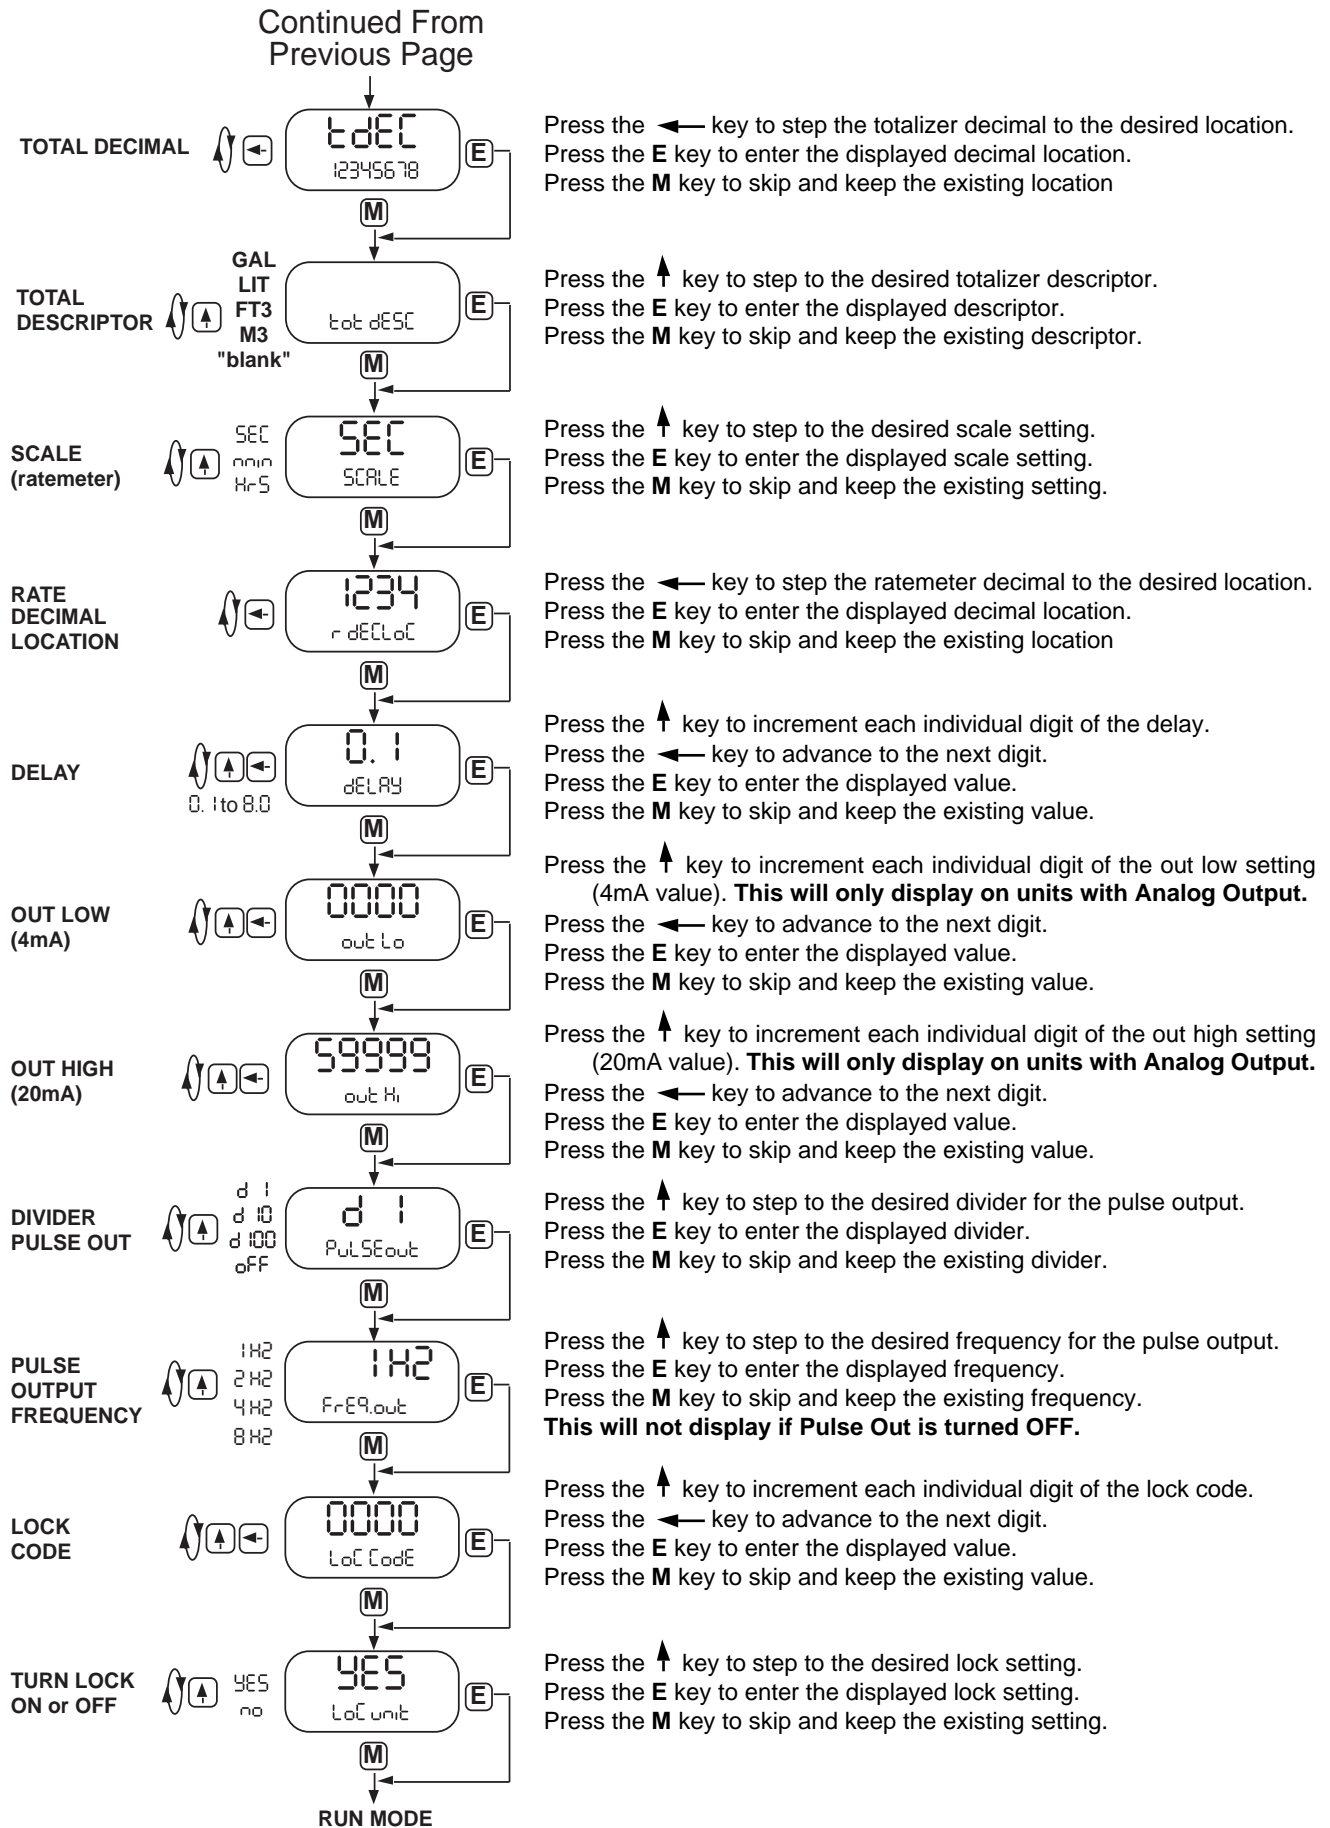 Continued From
Previous Page
TOTAL DECIMAL
tdEC
12345678
E
M
Press the key to step the totalizer decimal to the desired location.
Press the E key to enter the displayed decimal location.
Press the M key to skip and keep the existing location
TOTAL
DESCRIPTOR
GAL
LIT
FT3
M3
"blank"
tot dESC
E
M
Press the key to step to the desired totalizer descriptor.
Press the E key to enter the displayed descriptor.
Press the M key to skip and keep the existing descriptor.
SCALE
(ratemeter)
SEC
min
HrS
SEC
SCALE
E
M
Press the key to step to the desired scale setting.
Press the E key to enter the displayed scale setting.
Press the M key to skip and keep the existing setting.
RATE
DECIMAL
LOCATION
1234
r dECLoC
E
M
Press the key to step the ratemeter decimal to the desired location.
Press the E key to enter the displayed decimal location.
Press the M key to skip and keep the existing location
DELAY
0.1 to 8.0
0.1
dELAY
E
M
Press the key to increment each individual digit of the delay.
Press the key to advance to the next digit.
Press the E key to enter the displayed value.
Press the M key to skip and keep the existing value.
OUT LOW
(4mA)
0000
out Lo
E
M
Press the key to increment each individual digit of the out low setting
(4mA value). This will only display on units with Analog Output.
Press the key to advance to the next digit.
Press the E key to enter the displayed value.
Press the M key to skip and keep the existing value.
OUT HIGH
(20mA)
59999
out Hi
E
M
Press the key to increment each individual digit of the out high setting
(20mA value). This will only display on units with Analog Output.
Press the key to advance to the next digit.
Press the E key to enter the displayed value.
Press the M key to skip and keep the existing value.
DIVIDER
PULSE OUT
d 1
d 10
d 100
oFF
d 1
PuLSEout
E
M
Press the key to step to the desired divider for the pulse output.
Press the E key to enter the displayed divider.
Press the M key to skip and keep the existing divider.
PULSE
OUTPUT
FREQUENCY
1 HZ
2 HZ
4 HZ
8 HZ
1 HZ
FrEq.out
E
M
Press the key to step to the desired frequency for the pulse output.
Press the E key to enter the displayed frequency.
Press the M key to skip and keep the existing frequency.
This will not display if Pulse Out is turned OFF.
LOCK
CODE
0000
LoC CodE
E
M
Press the key to increment each individual digit of the lock code.
Press the key to advance to the next digit.
Press the E key to enter the displayed value.
Press the M key to skip and keep the existing value.
TURN LOCK
ON or OFF
YES
no
YES
LoC unit
E
M
Press the key to step to the desired lock setting.
Press the E key to enter the displayed lock setting.
Press the M key to skip and keep the existing setting.
RUN MODE